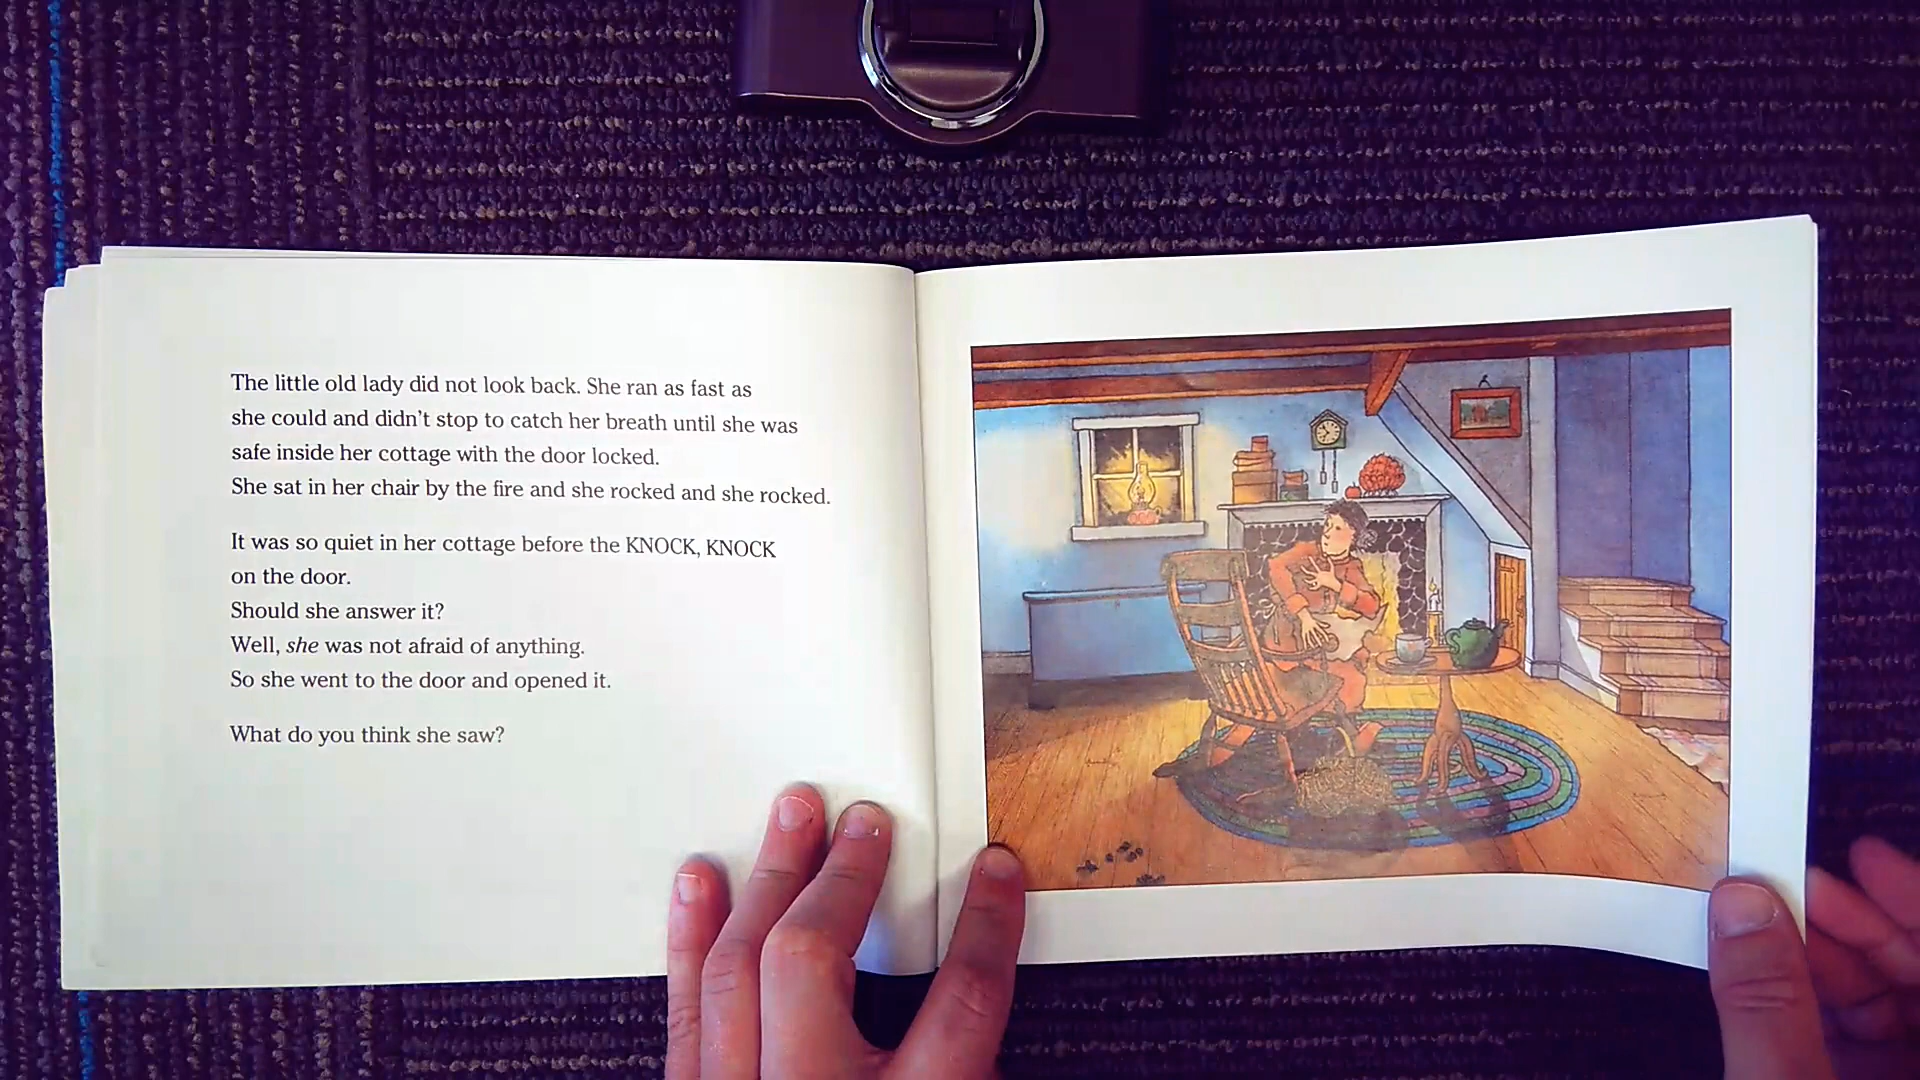 The little old lady did not look back. She ran as fast as
she could and didn't stop to catch her breath until she was
safe inside her cottage with the door locked.
She sat in her chair by the fire and she rocked and she rocked.
It was so quiet in her cottage before the KNOCK, KNOCK
on the door.
Should she answer it?
Well, she was not afraid of anything.
So she went to the door and opened it.
What do you think she saw?